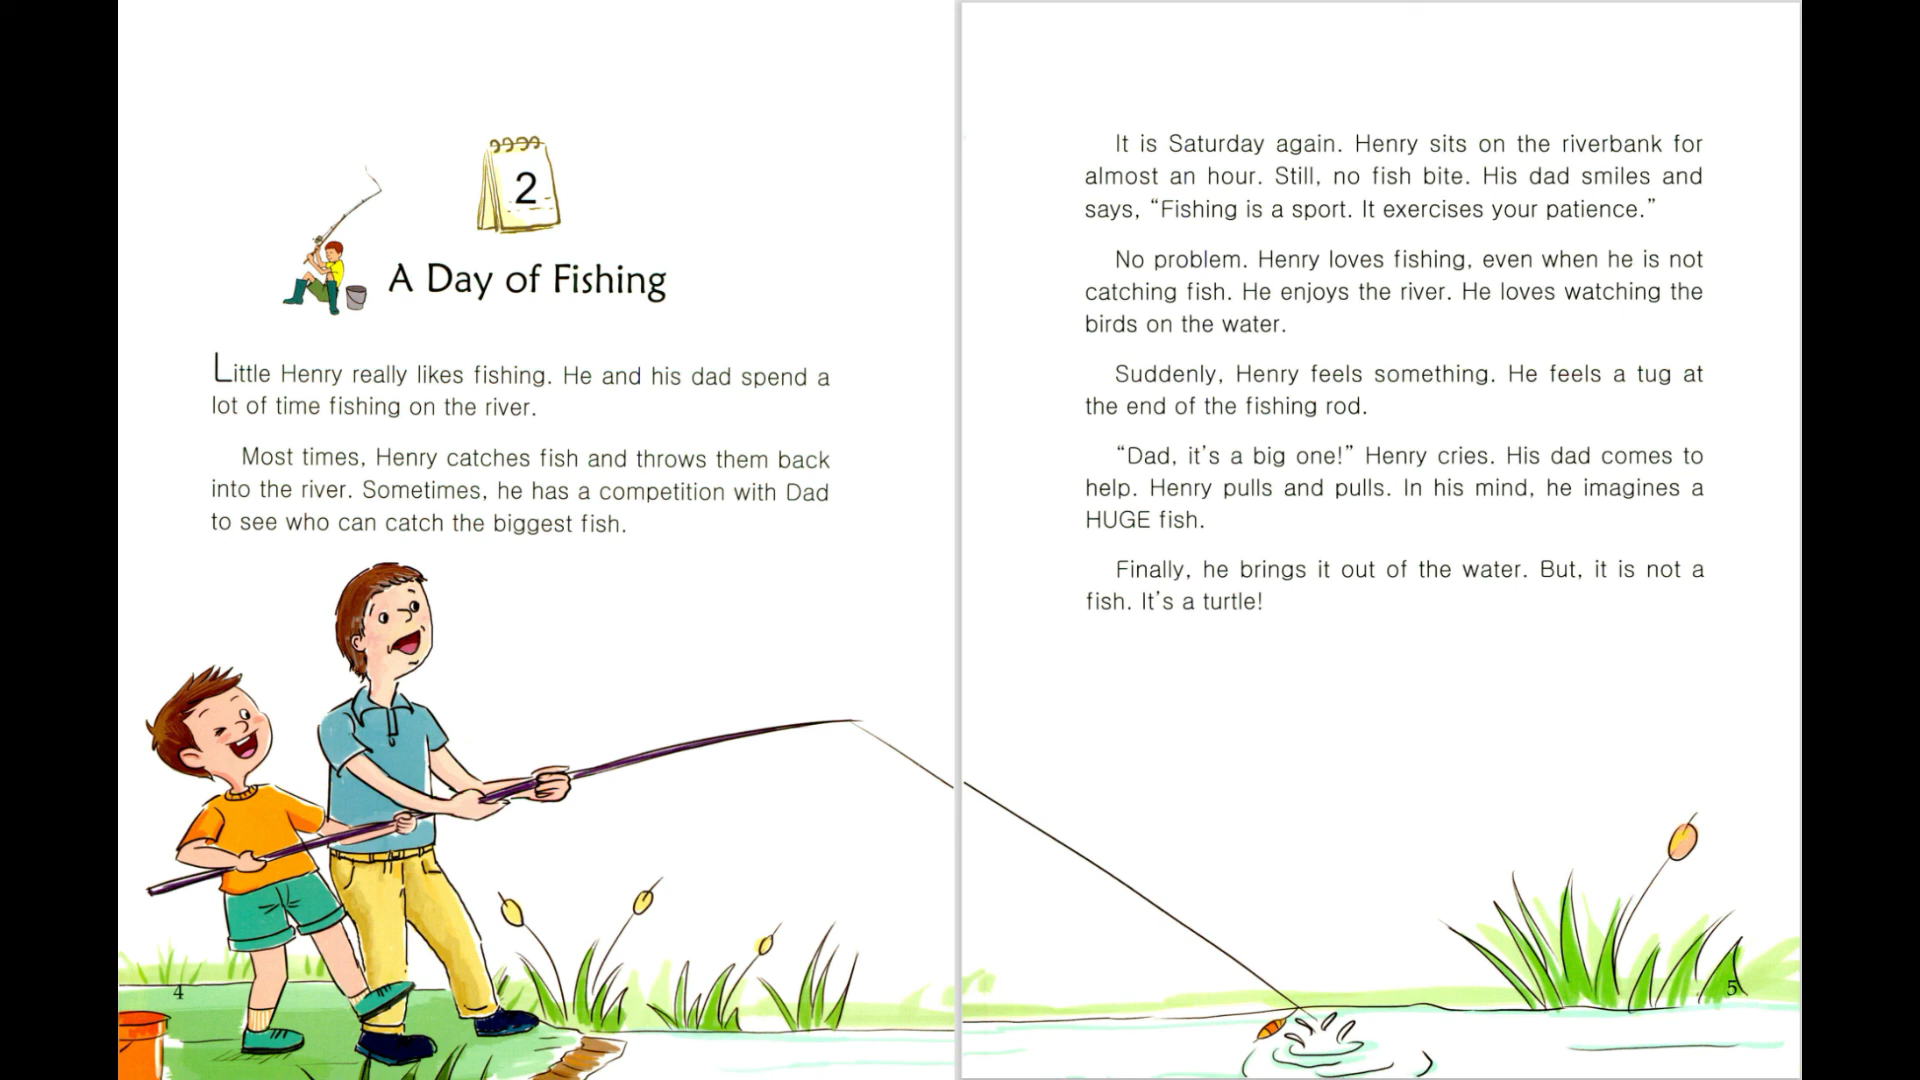 2
A Day of Fishing
Little Henry really likes fishing. He and his dad spend a
lot of time fishing on the river.
Most times, Henry catches fish and throws them back
into the river. Sometimes, he has a competition with Dad
to see who can catch the biggest fish.
4
It is Saturday again. Henry sits on the riverbank for
almost an hour. Still, no fish bite. His dad smiles and
says, “Fishing is a sport. It exercises your patience.”
No problem. Henry loves fishing, even when he is not
catching fish. He enjoys the river. He loves watching the
birds on the water.
Suddenly, Henry feels something. He feels a tug at
the end of the fishing rod.
“Dad, it’s a big one!” Henry cries. His dad comes to
help. Henry pulls and pulls. In his mind, he imagines a
HUGE fish.
Finally, he brings it out of the water. But, it is not a
fish. It’s a turtle!
5